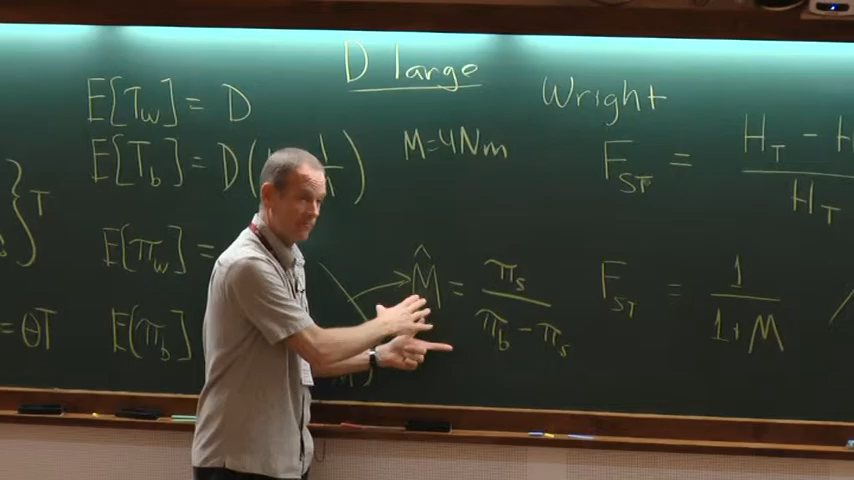 D large
E[T_w] = D
Wright
E[T_b] = D(
M=4Nm
F_ST = H_T - H / H_T
} T
E[π_w] =
M̂ = π_s / π_b - π_s
F_ST = 1 / 1+M
= θT
E[π_b]